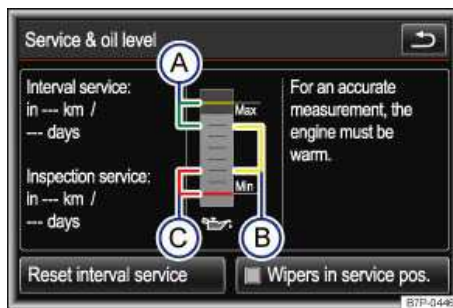 Service & oil level
A
Interval service:
in --- km /
--- days
Max
For an accurate
measurement, the
engine must be
warm.
Inspection service:
in --- km /
--- days
Min
C
B
Reset interval service
Wipers in service pos.
B7P-0446